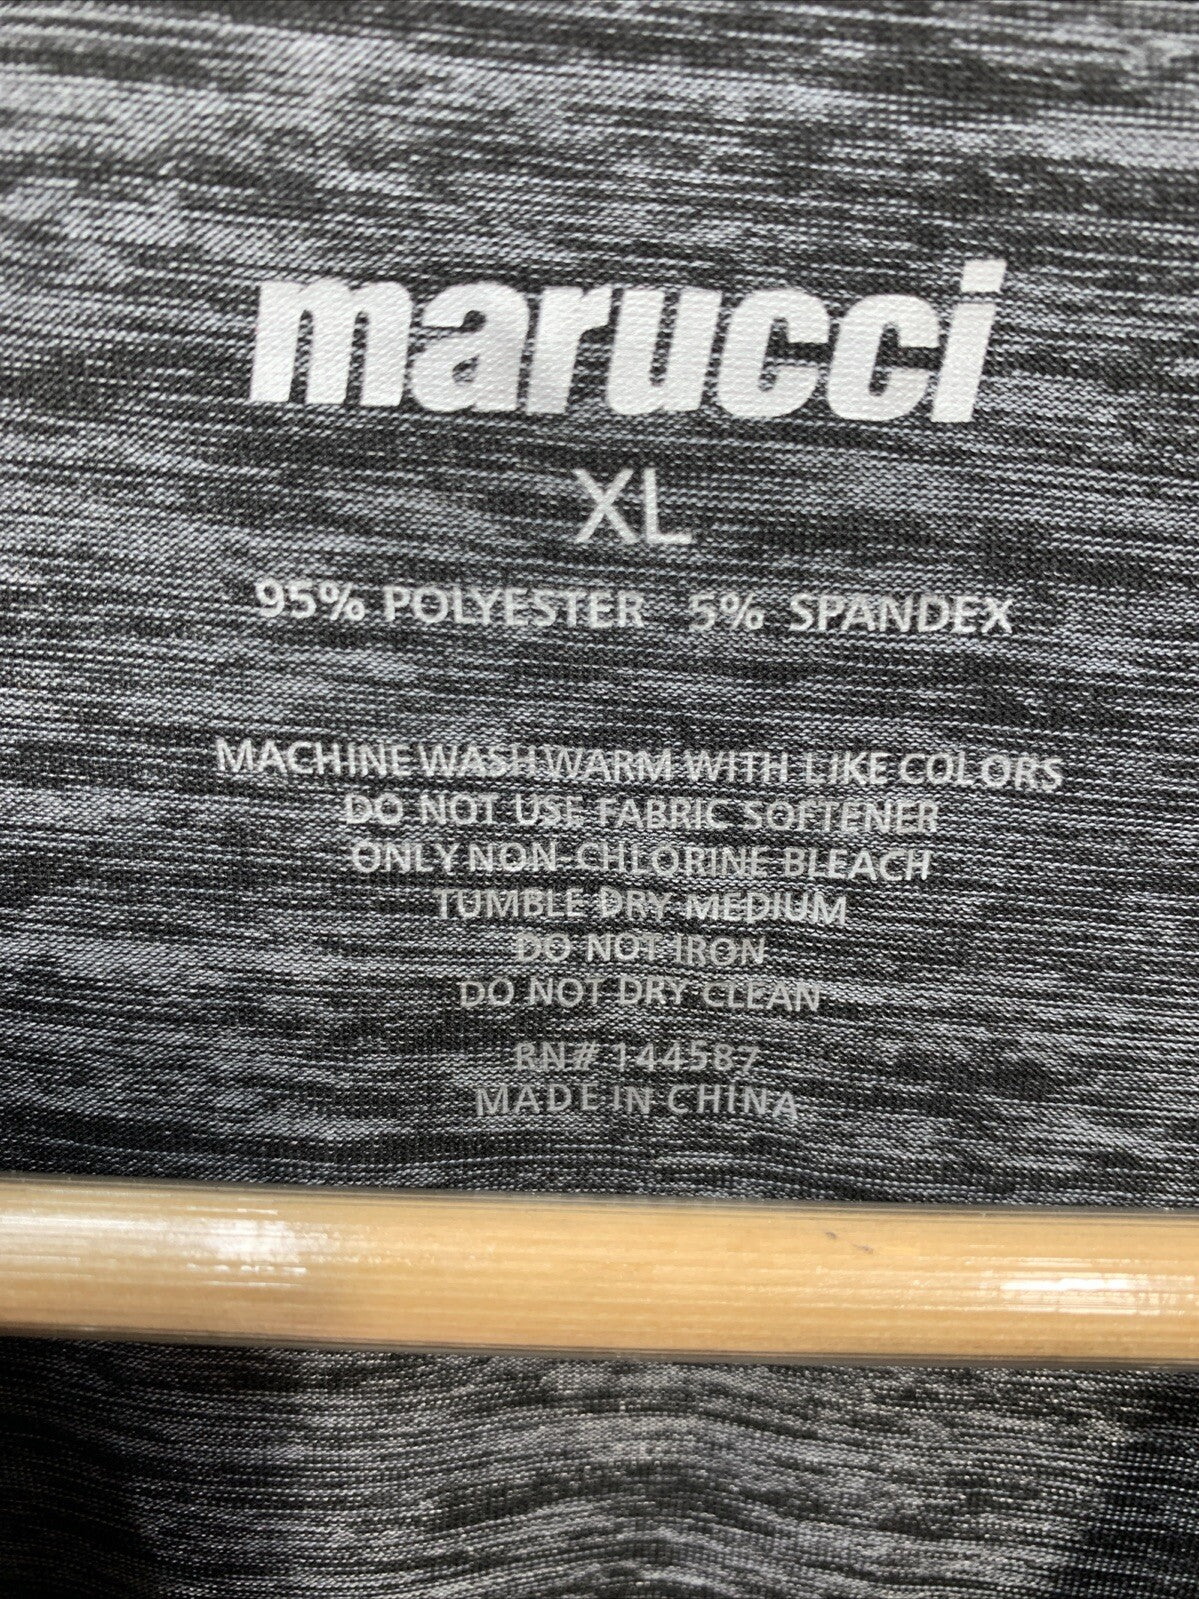 marucci
XL
95% POLYESTER 5% SPANDEX
MACHINE WASH WARM WITH LIKE COLORS
DO NOT USE FABRIC SOFTENER
ONLY NON-CHLORINE BLEACH
TUMBLE DRY MEDIUM
DO NOT IRON
DO NOT DRY CLEAN
RN# 144587
MADE IN CHINA